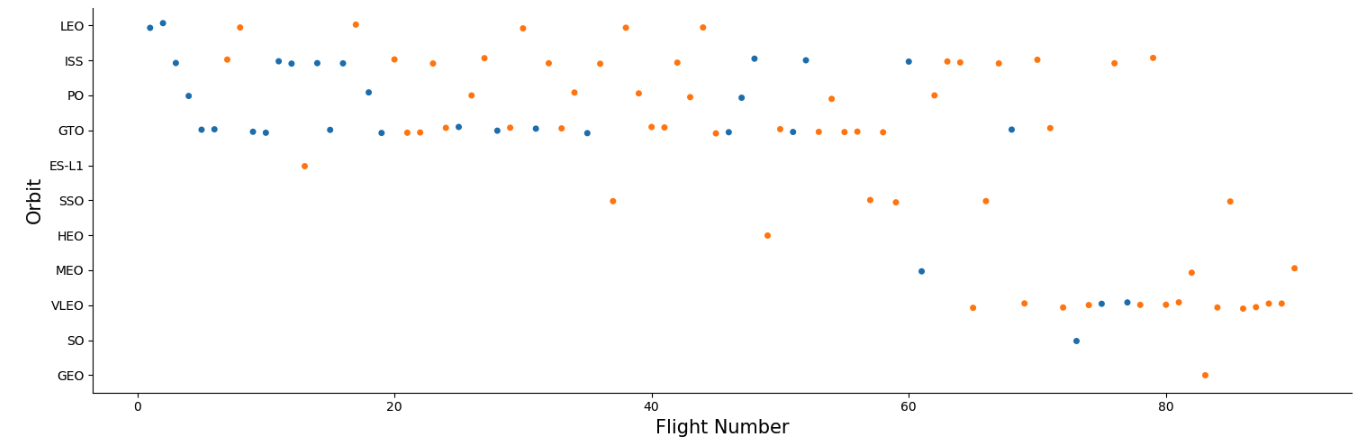 LEO
ISS
PO
GTO
ES-L1
SSO
HEO
MEO
VLEO
SO
GEO
Orbit
0 20 40 60 80
Flight Number